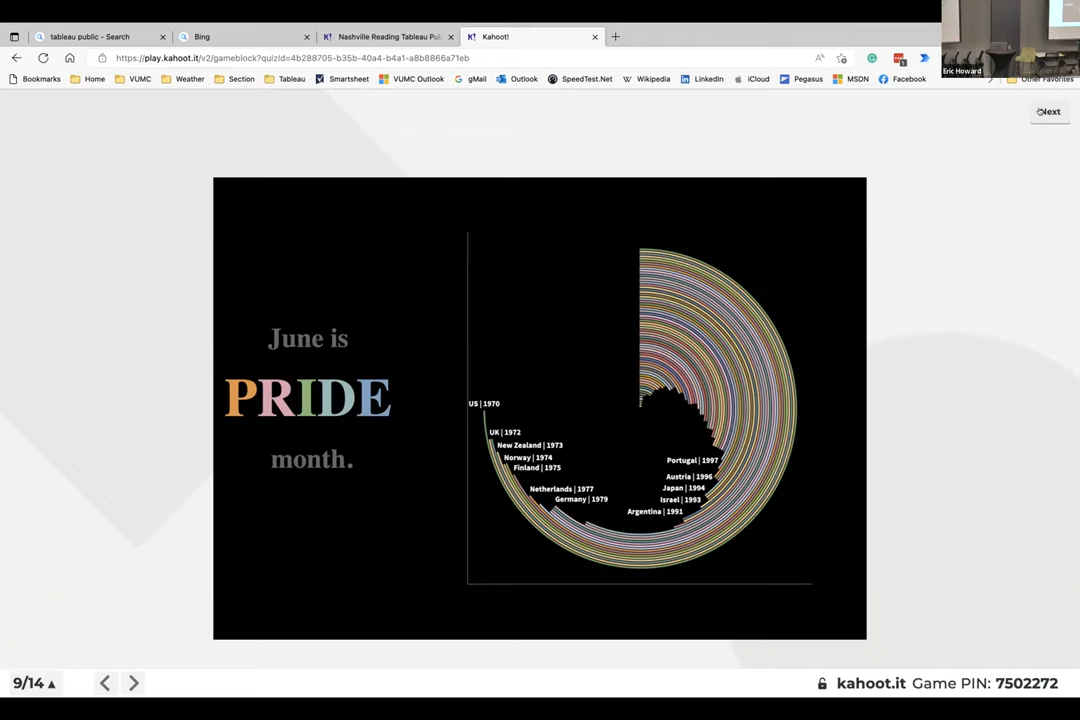 tableau public - Search
Bing
Nashville Reading Tableau Pu
Kahoot!
https://play.kahoot.it/v2/gameblock?quizId=4b288705-b35b-40a4-b4a1-a8b8866a71eb
Bookmarks Home VUMC Weather Section Tableau Smartsheet VUMC Outlook gMail Outlook SpeedTest.Net Wikipedia LinkedIn iCloud Pegasus MSDN Facebook Other Favorites
Eric Howard
Next
June is
PRIDE
month.
US | 1970
UK | 1972
New Zealand | 1973
Norway | 1974
Finland | 1975
Netherlands | 1977
Germany | 1979
Portugal | 1997
Austria | 1996
Japan | 1994
Israel | 1993
Argentina | 1991
9/14
kahoot.it Game PIN: 7502272